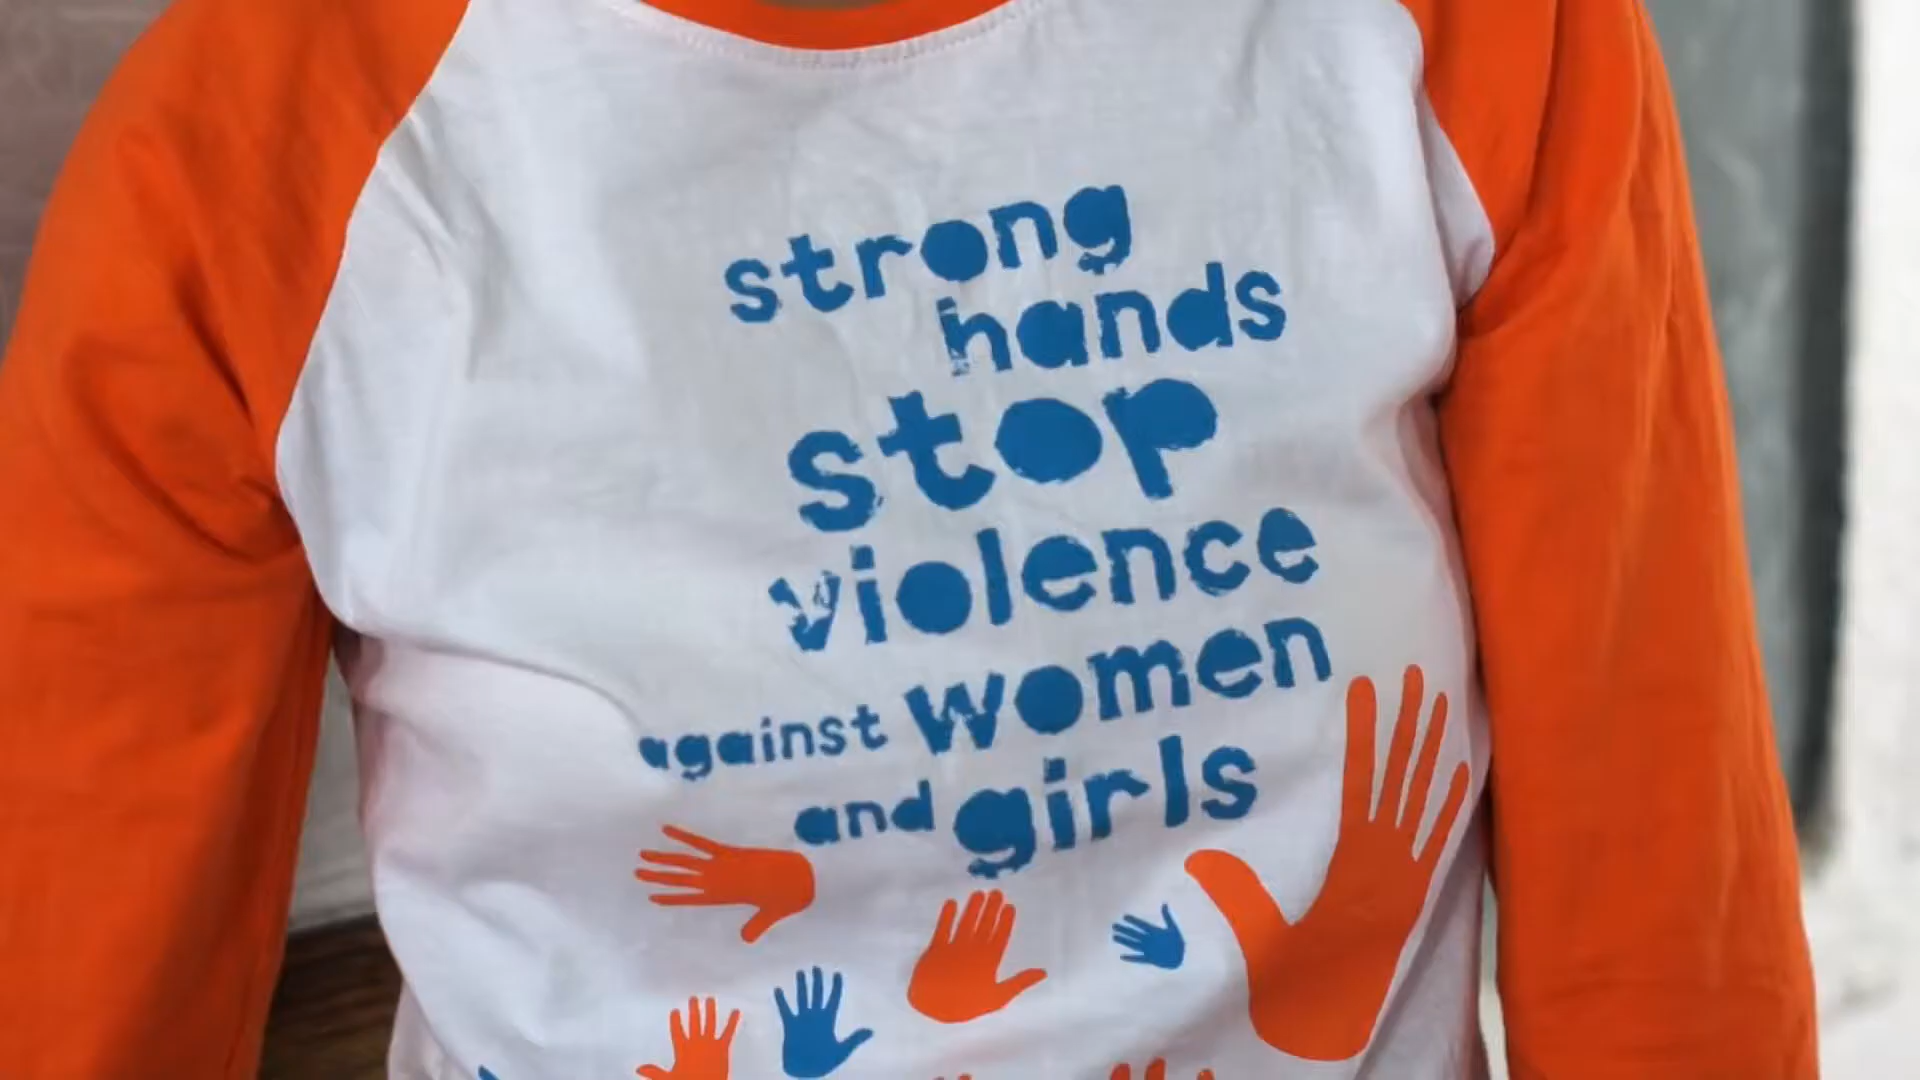 strong
hands
stop
violence
against women
and girls